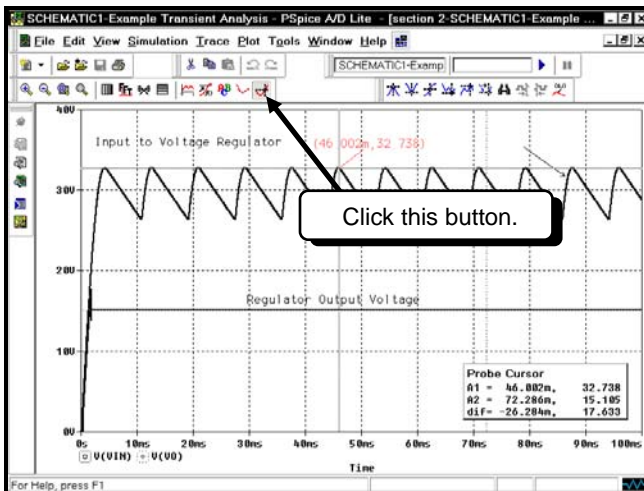 SCHEMATIC1-Example Transient Analysis - PSpice A/D Lite - [section 2-SCHEMATIC1-Example ...
File Edit View Simulation Trace Plot Tools Window Help
SCHEMATIC1-Examp
40V
Input to Voltage Regulator
(46.002m,32.738)
30V
Click this button.
20V
Regulator Output Voltage
10V
Probe Cursor
A1 = 46.002m, 32.738
A2 = 72.286m, 15.105
dif= -26.284m, 17.633
0V
0s 10ms 20ms 30ms 40ms 50ms 60ms 70ms 80ms 90ms 100ms
V(VIN) V(VO)
Time
For Help, press F1